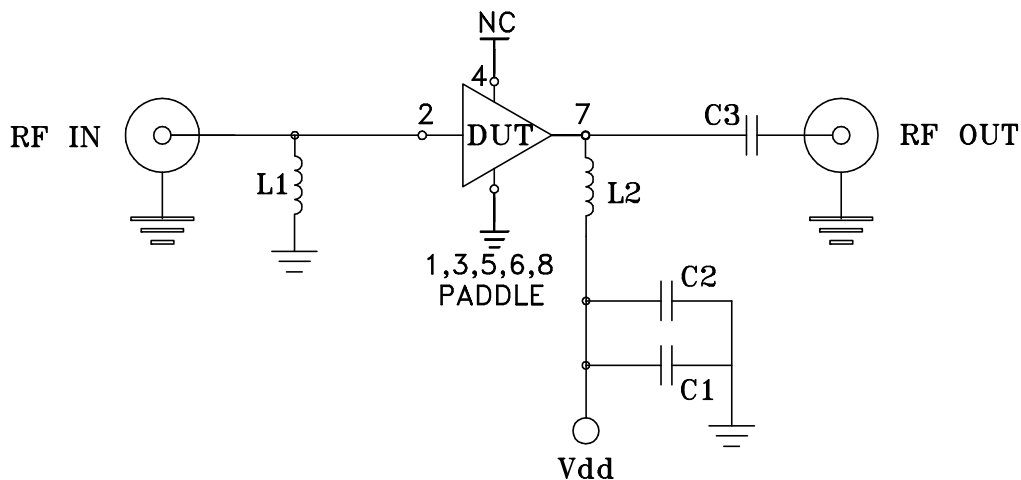 NC
4
RF IN
2
DUT
7
C3
RF OUT
L1
L2
1,3,5,6,8
PADDLE
C2
C1
Vdd